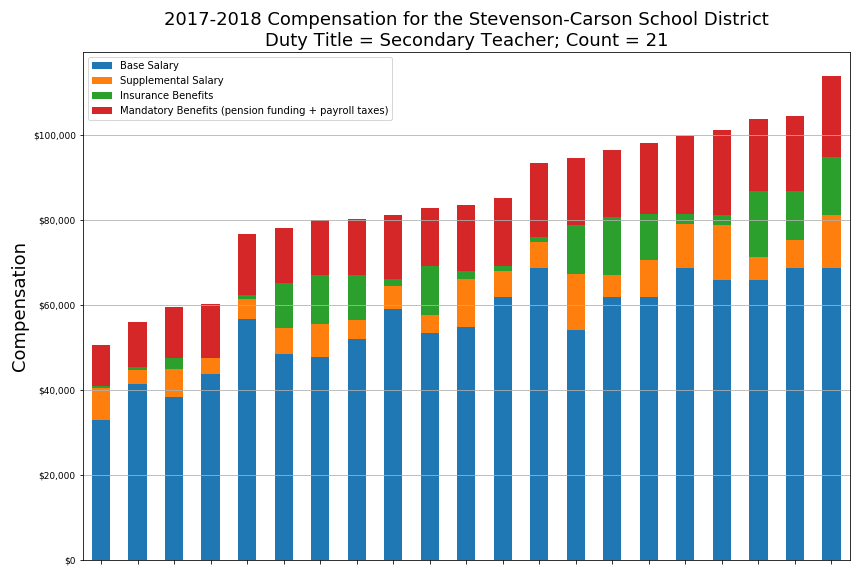 2017-2018 Compensation for the Stevenson-Carson School District
Duty Title = Secondary Teacher; Count = 21
Base Salary
Supplemental Salary
Insurance Benefits
Mandatory Benefits (pension funding + payroll taxes)
$100,000
$80,000
$60,000
$40,000
$20,000
$0
Compensation